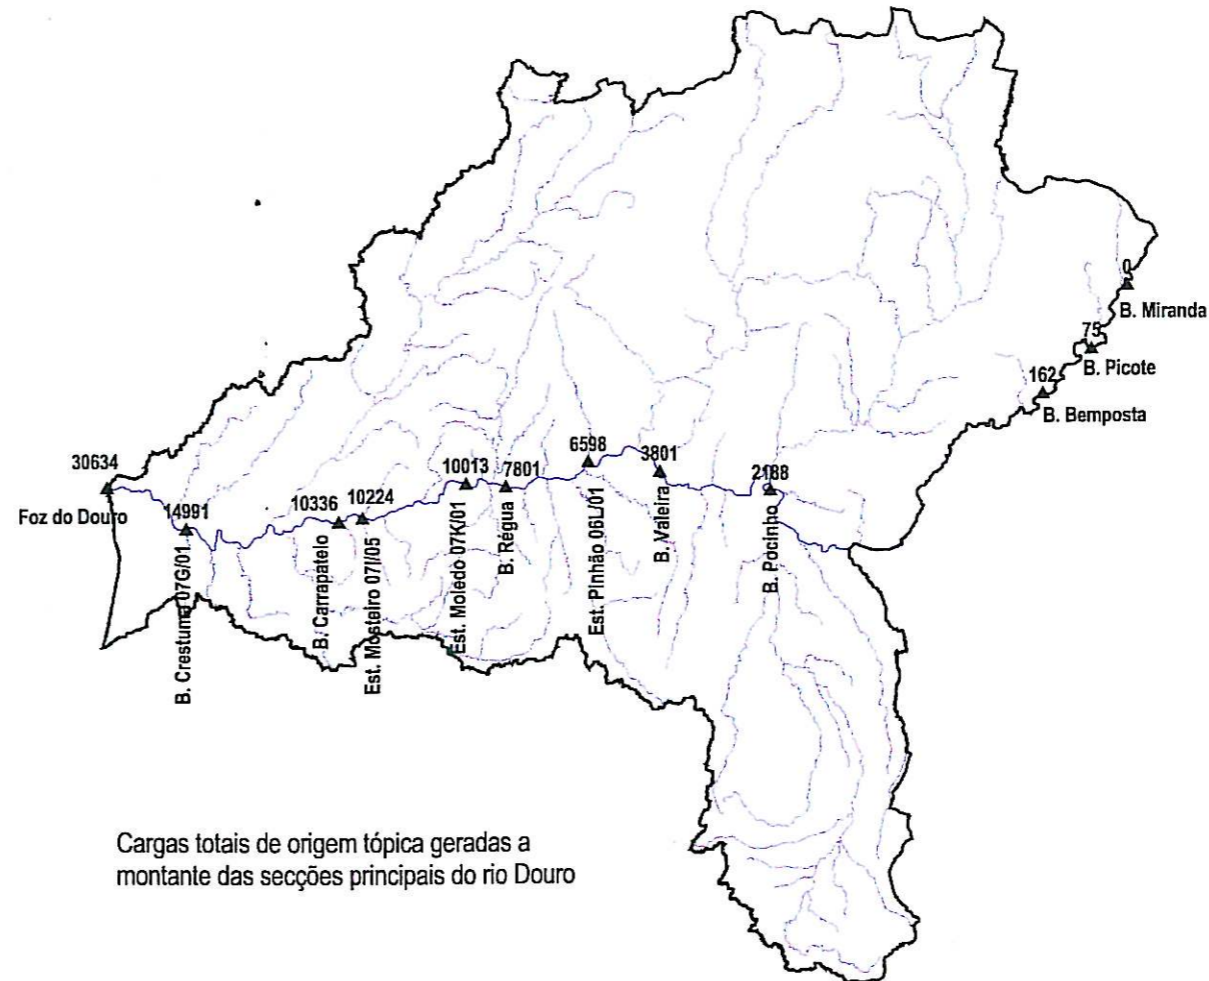 0
B. Miranda
75
B. Picote
162
B. Bemposta
6598
3801
2188
10013
7801
30634
14991
10336
10224
Foz do Douro
B. Crestuma 07G/01
B. Carrapatelo
Est. Mosteiro 07I/05
Est. Moledo 07K/01
B. Régua
Est. Pinhão 06L/01
B. Valeira
B. Pocinho
Cargas totais de origem tópica geradas a
montante das secções principais do rio Douro